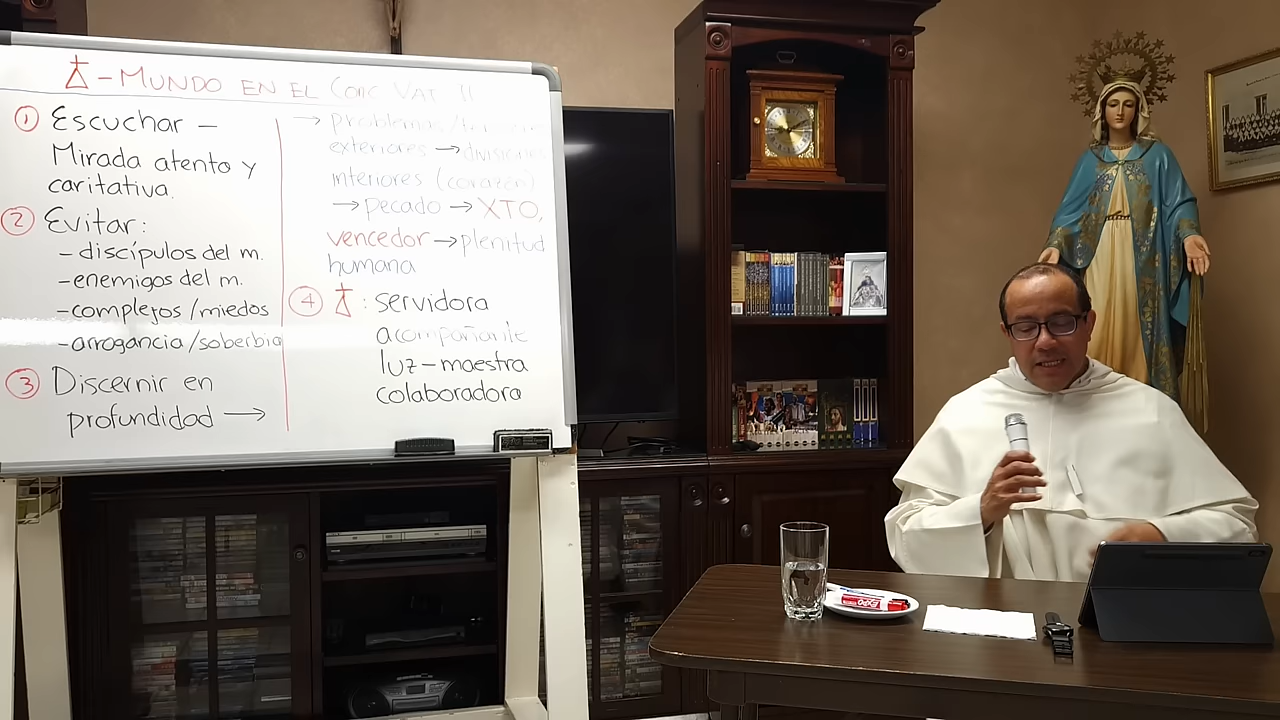 – MUNDO EN EL CONC VAT II
① Escuchar –
Mirada atenta y
caritativa.
② Evitar:
– discípulos del m.
– enemigos del m.
– complejos / miedos
– arrogancia / soberbia
③ Discernir en
profundidad →
→ problemas /
exteriores → divisiones
interiores (corazón)
→ pecado → XTO,
vencedor → plenitud
humana
④ : servidora
acompañante
luz – maestra
colaboradora
EXPO